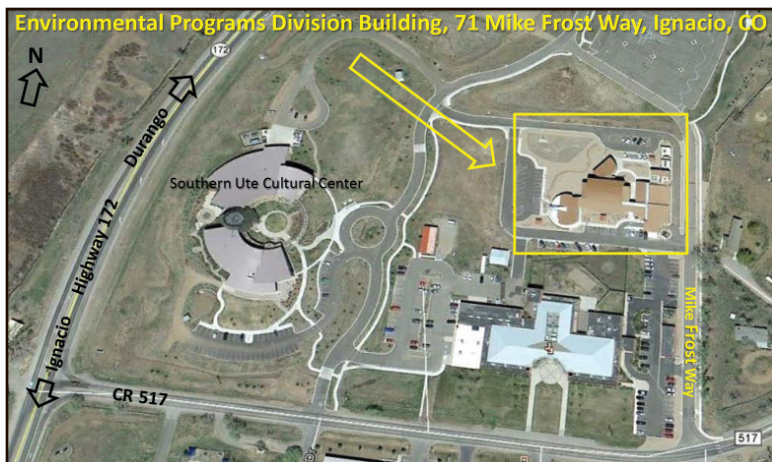 Environmental Programs Division Building, 71 Mike Frost Way, Ignacio, CO
N
172
Durango
Highway 172
Ignacio
Southern Ute Cultural Center
Mike Frost Way
CR 517
517
Dr